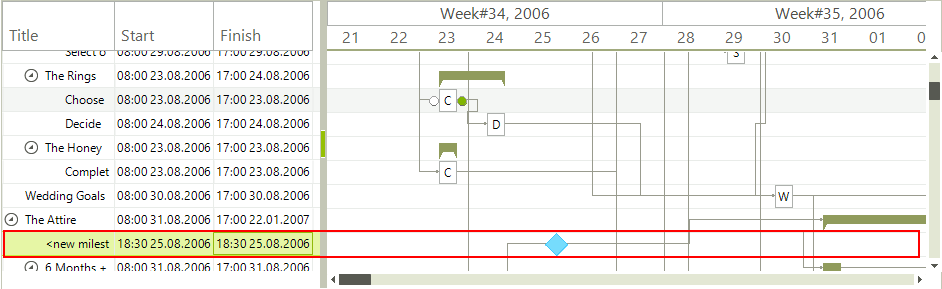 Week#34, 2006 Week#35, 2006
Title Start Finish 21 22 23 24 25 26 27 28 29 30 31 01 0
Select o 08:00 29.08.2006 17:00 29.08.2006 S
The Rings 08:00 23.08.2006 17:00 24.08.2006
Choose 08:00 23.08.2006 17:00 23.08.2006 C
Decide 08:00 24.08.2006 17:00 24.08.2006 D
The Honey 08:00 23.08.2006 17:00 23.08.2006
Complet 08:00 23.08.2006 17:00 23.08.2006 C
Wedding Goals 08:00 30.08.2006 17:00 30.08.2006 W
The Attire 08:00 31.08.2006 17:00 22.01.2007
<new milest 18:30 25.08.2006 18:30 25.08.2006
6 Months + 08:00 31.08.2006 17:00 31.08.2006